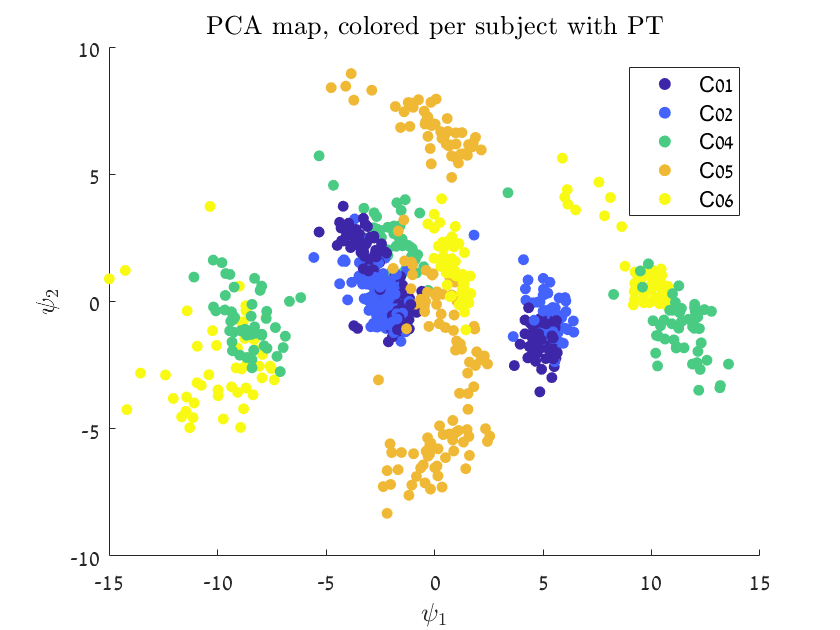 PCA map, colored per subject with PT
10
5
0
-5
-10
ψ2
C01
C02
C04
C05
C06
-15 -10 -5 0 5 10 15
ψ1